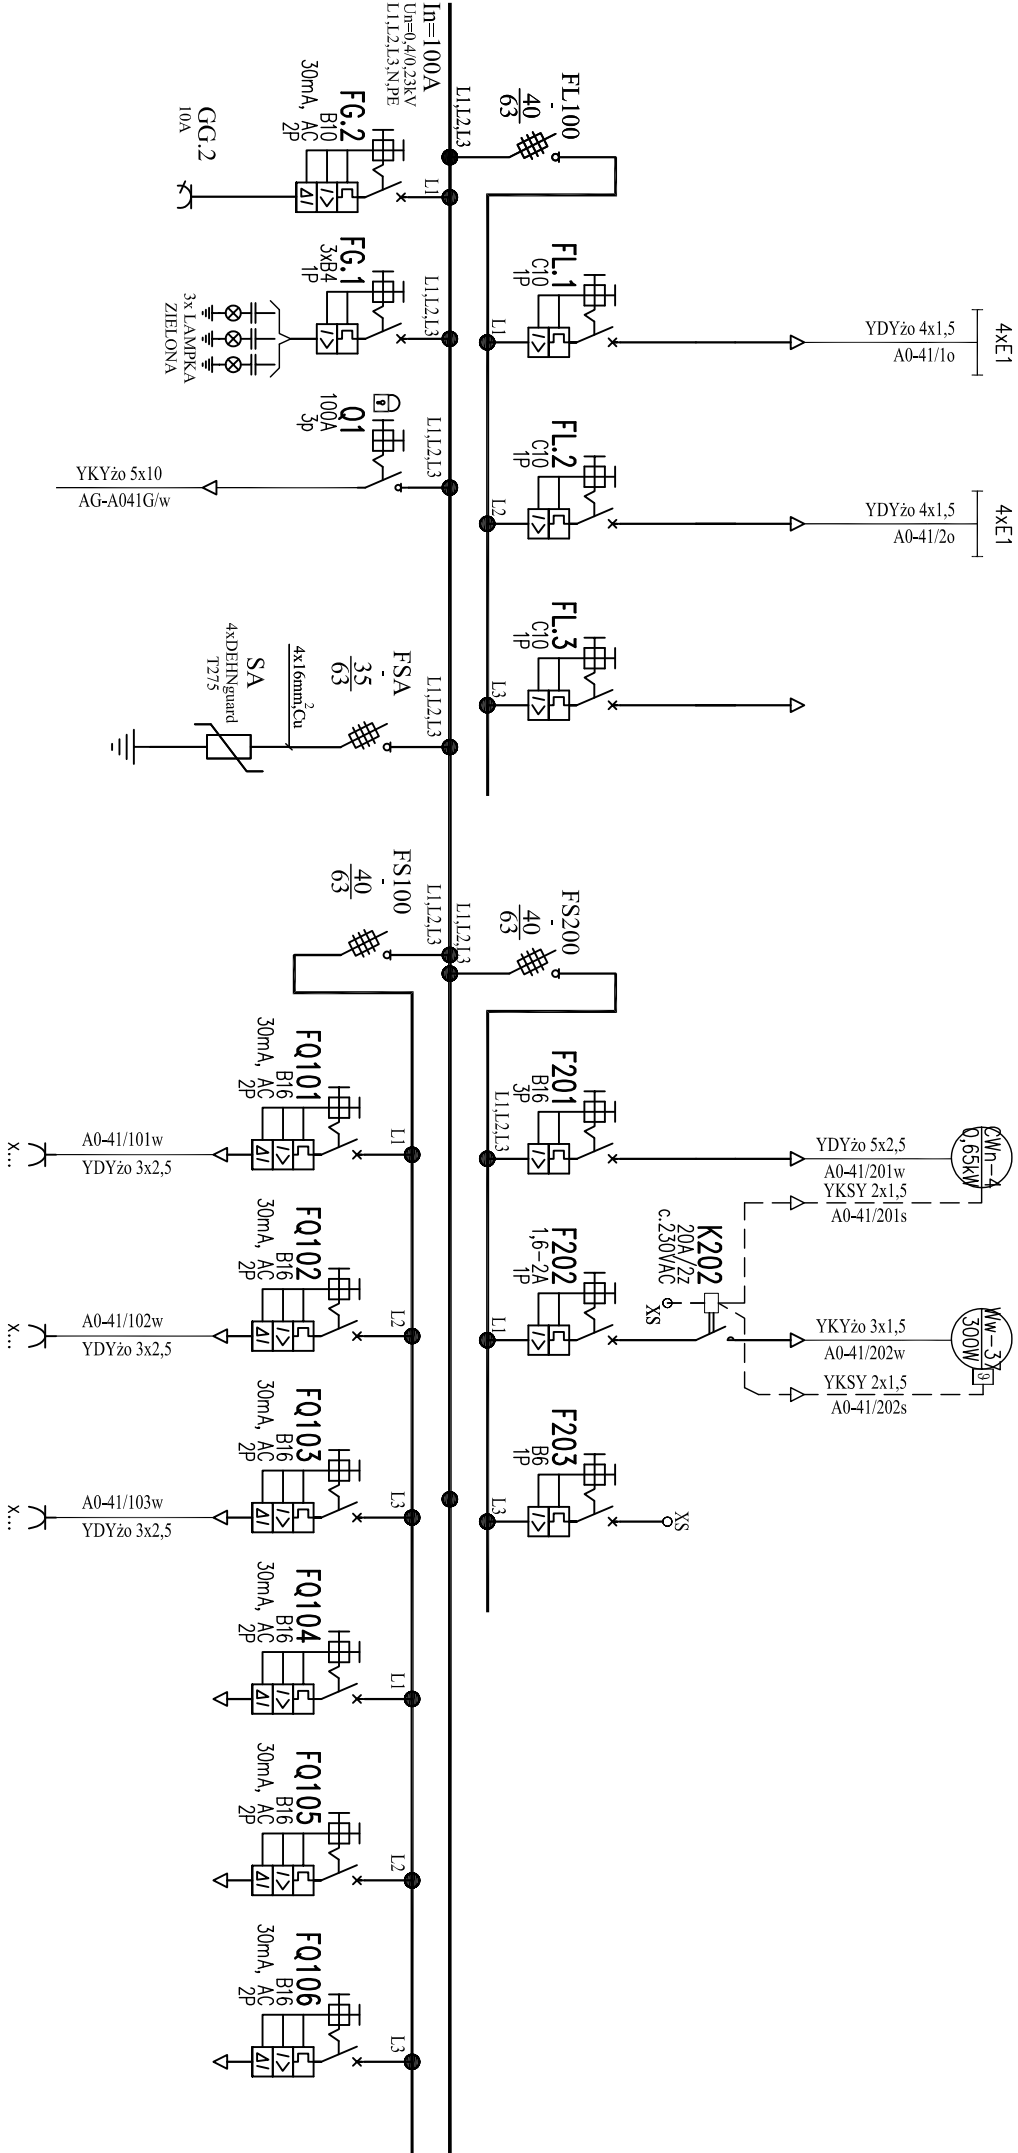 In=100A
Un=0,4/0,23kV
L1,L2,L3,N,PE
L1,L2,L3
FL100
-
40
63
L1
FG.2
B10
30mA, AC
2P
GG.2
10A
L1,L2,L3
FG.1
3xB4
1P
3x LAMPKA
ZIELONA
L1,L2,L3
Q1
100A
3p
YKYżo 5x10
AG-A041G/w
L1
FL.1
C10
1P
YDYżo 4x1,5
A0-41/1o
4xE1
L2
FL.2
C10
1P
YDYżo 4x1,5
A0-41/2o
4xE1
L3
FL.3
C10
1P
L1,L2,L3
FSA
-
35
63
4x16mm²,Cu
SA
4xDEHNguard
T275
L1,L2,L3
FS100
-
40
63
L1,L2,L3
FS200
-
40
63
L1
FQ101
B16
30mA, AC
2P
A0-41/101w
YDYżo 3x2,5
x...
L2
FQ102
B16
30mA, AC
2P
A0-41/102w
YDYżo 3x2,5
x...
L3
FQ103
B16
30mA, AC
2P
A0-41/103w
YDYżo 3x2,5
x...
L1
FQ104
B16
30mA, AC
2P
L2
FQ105
B16
30mA, AC
2P
L3
FQ106
B16
30mA, AC
2P
L1,L2,L3
F201
B16
3P
YDYżo 5x2,5
A0-41/201w
CWn-4
0,65kW
YKSY 2x1,5
A0-41/201s
L1
F202
1,6-2A
1P
K202
20A/2z
c.230VAC
XS
YKYżo 3x1,5
A0-41/202w
Ww-37
300W
YKSY 2x1,5
A0-41/202s
L3
F203
B6
1P
XS